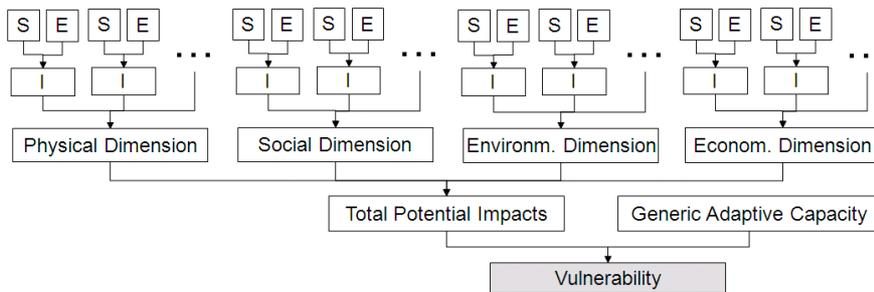 S E S E ... S E S E ... S E S E ... S E S E ...
I I I I I I I I
Physical Dimension Social Dimension Environm. Dimension Econom. Dimension
Total Potential Impacts Generic Adaptive Capacity
Vulnerability